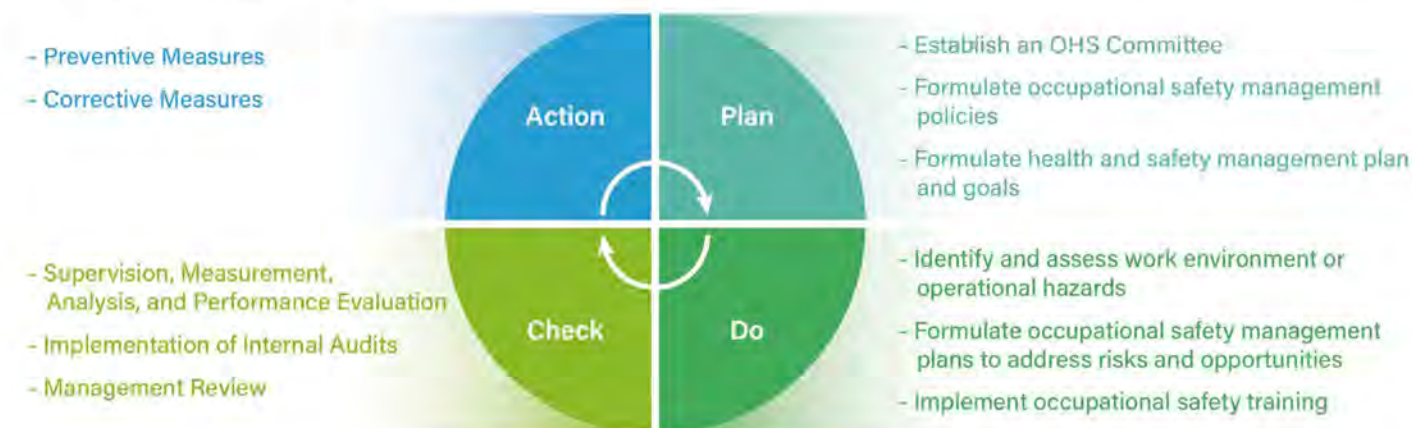 - Preventive Measures
- Corrective Measures
Action
Plan
- Establish an OHS Committee
- Formulate occupational safety management
policies
- Formulate health and safety management plan
and goals
- Supervision, Measurement,
Analysis, and Performance Evaluation
- Implementation of Internal Audits
- Management Review
Check
Do
- Identify and assess work environment or
operational hazards
- Formulate occupational safety management
plans to address risks and opportunities
- Implement occupational safety training